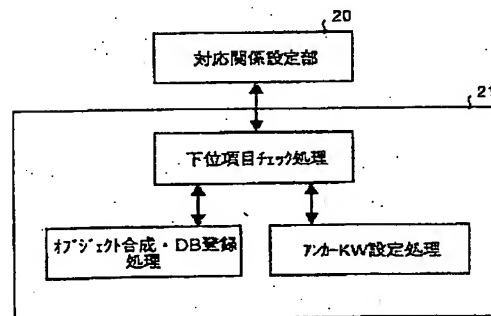 20
対応関係設定部
21
下位項目チェック処理
オブジェクト合成・DB登録
処理
アンカーKW設定処理